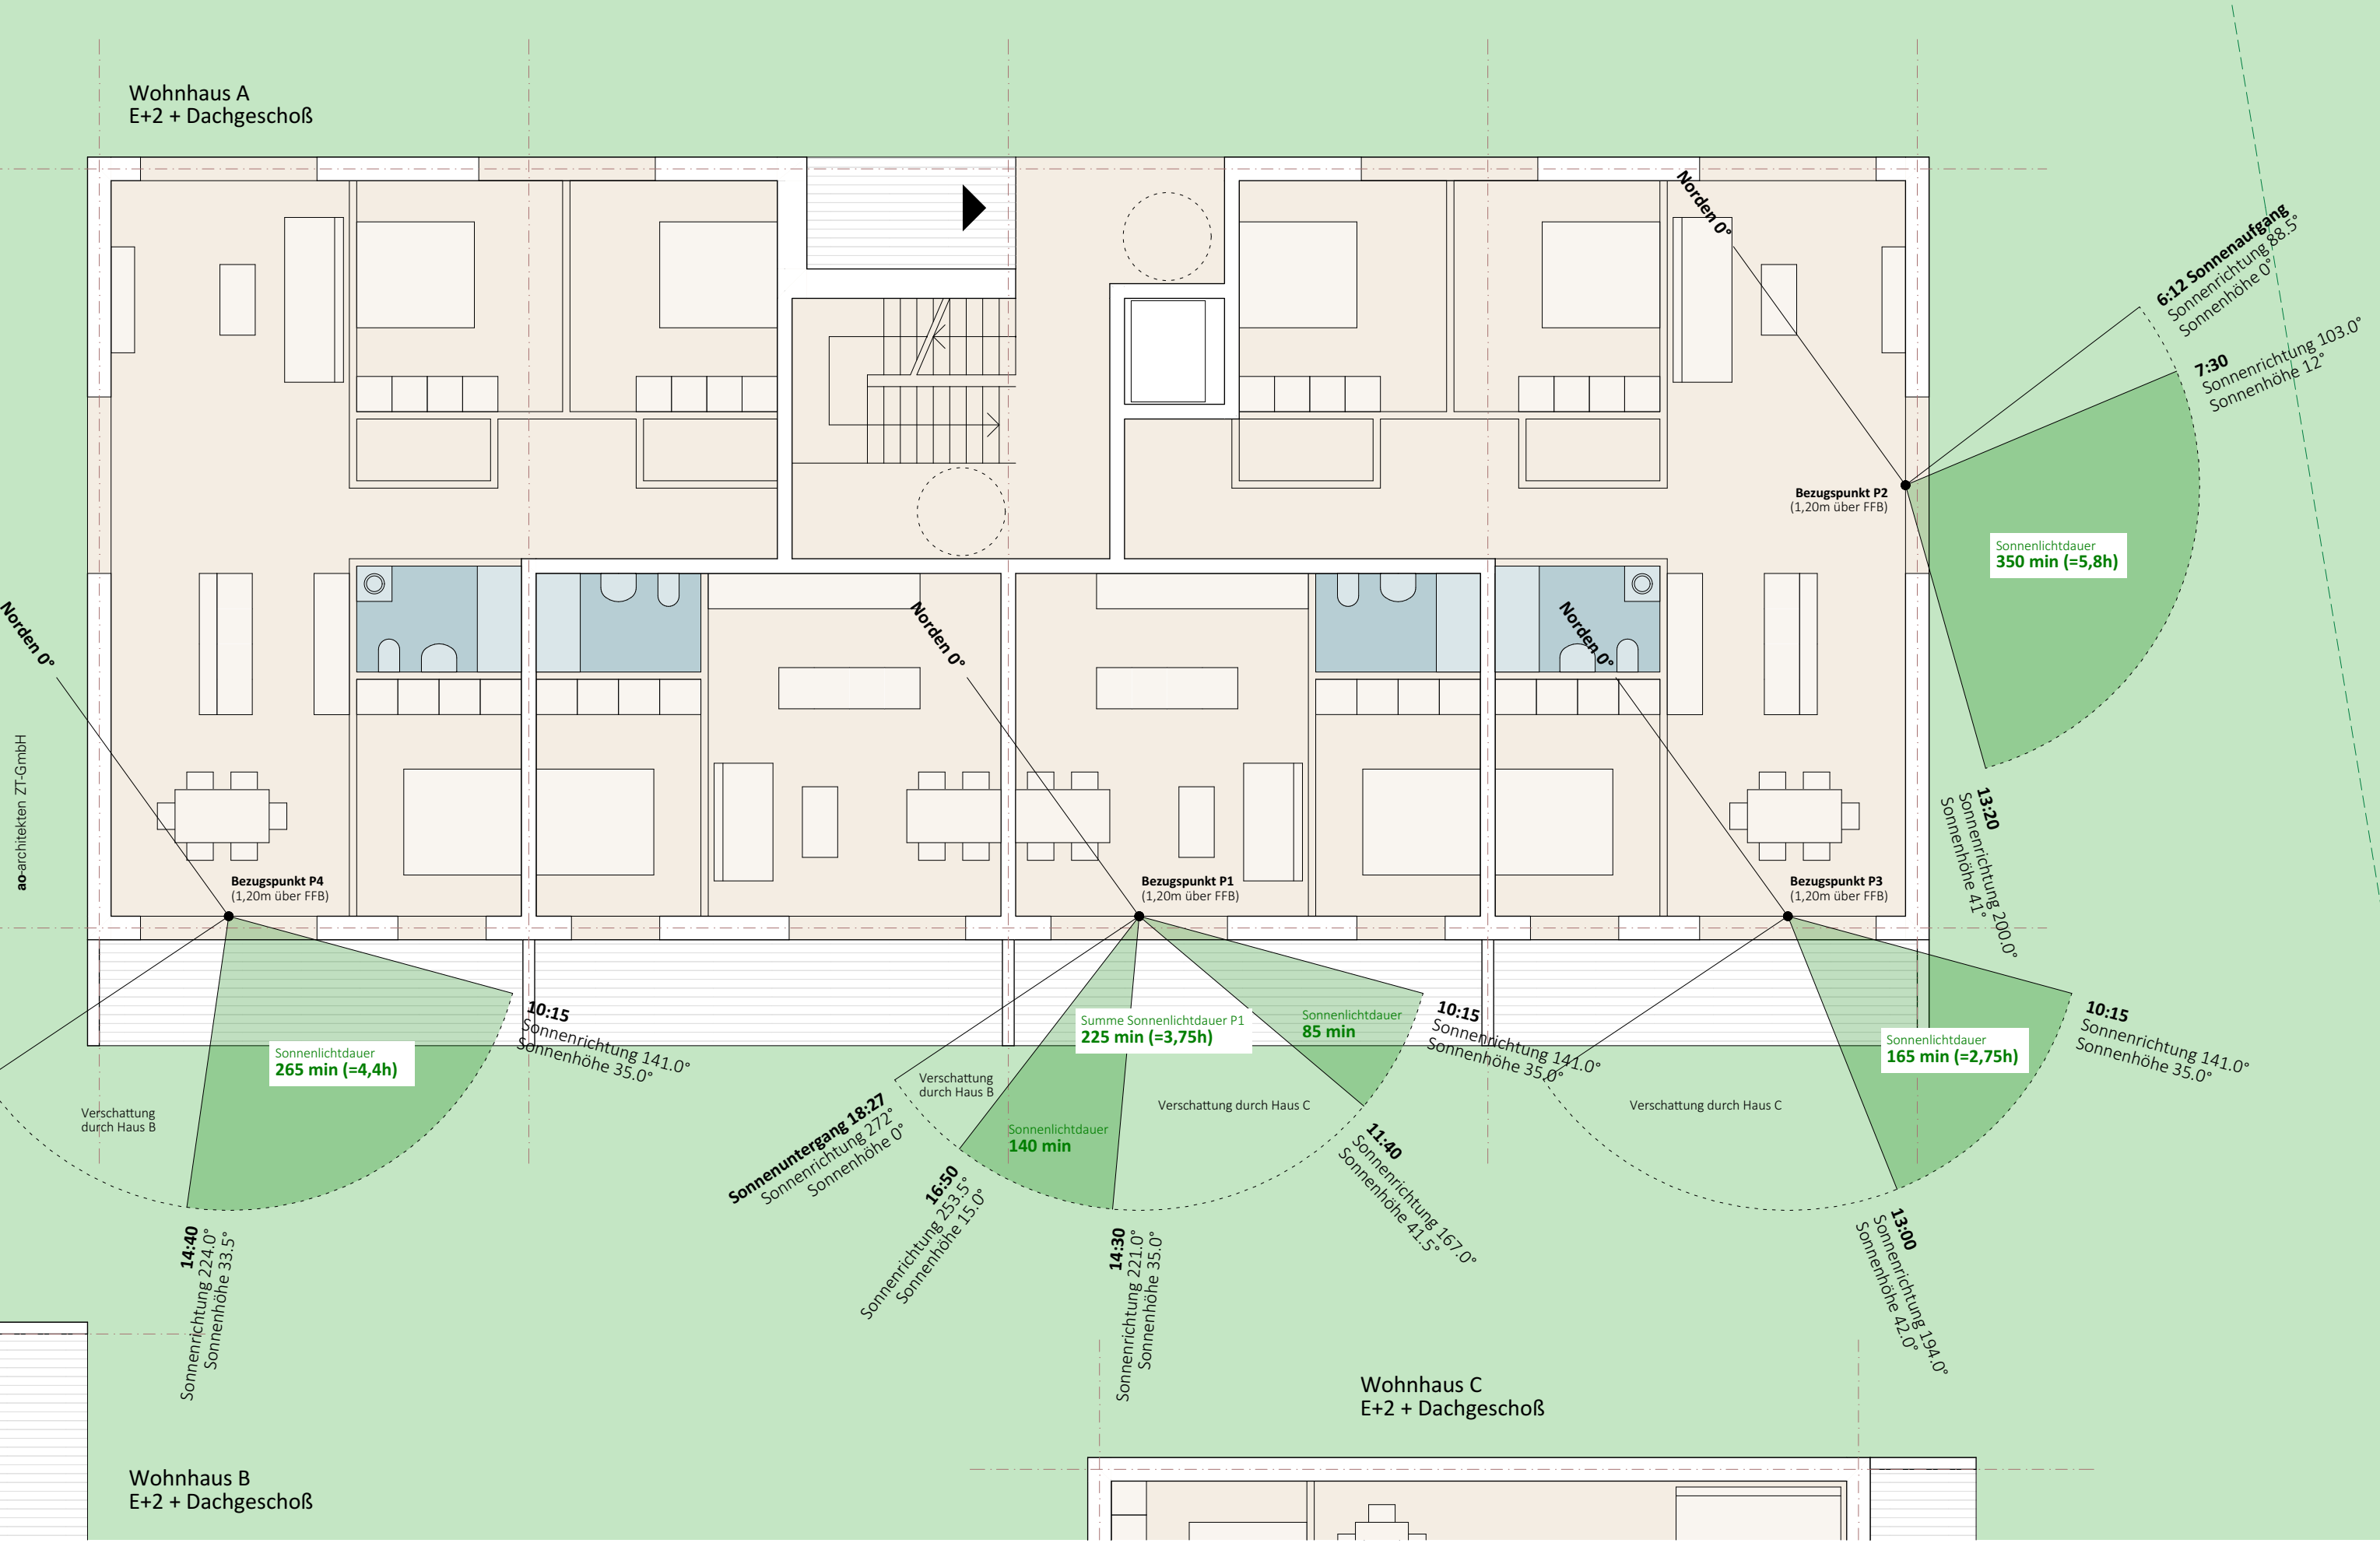 Wohnhaus A
E+2 + Dachgeschoß
Norden 0°
6:12 Sonnenaufgang
Sonnenrichtung 88.5°
Sonnenhöhe 0°
7:30
Sonnenrichtung 103.0°
Sonnenhöhe 12°
Bezugspunkt P2
(1,20m über FFB)
Sonnenlichtdauer
350 min (=5,8h)
13:20
Sonnenrichtung 200.0°
Sonnenhöhe 41°
Norden 0°
Norden 0°
Norden 0°
ao-architekten ZT-GmbH
Bezugspunkt P4
(1,20m über FFB)
Bezugspunkt P1
(1,20m über FFB)
Bezugspunkt P3
(1,20m über FFB)
10:15
Sonnenrichtung 141.0°
Sonnenhöhe 35.0°
Sonnenlichtdauer
265 min (=4,4h)
Verschattung
durch Haus B
14:40
Sonnenrichtung 224.0°
Sonnenhöhe 33.5°
Summe Sonnenlichtdauer P1
225 min (=3,75h)
Sonnenlichtdauer
85 min
10:15
Sonnenrichtung 141.0°
Sonnenhöhe 35.0°
Verschattung
durch Haus B
Verschattung durch Haus C
Sonnenlichtdauer
140 min
Sonnenuntergang 18:27
Sonnenrichtung 272°
Sonnenhöhe 0°
16:50
Sonnenrichtung 253.5°
Sonnenhöhe 15.0°
14:30
Sonnenrichtung 221.0°
Sonnenhöhe 35.0°
11:40
Sonnenrichtung 167.0°
Sonnenhöhe 41.5°
Sonnenlichtdauer
165 min (=2,75h)
10:15
Sonnenrichtung 141.0°
Sonnenhöhe 35.0°
Verschattung durch Haus C
13:00
Sonnenrichtung 194.0°
Sonnenhöhe 42.0°
Wohnhaus C
E+2 + Dachgeschoß
Wohnhaus B
E+2 + Dachgeschoß